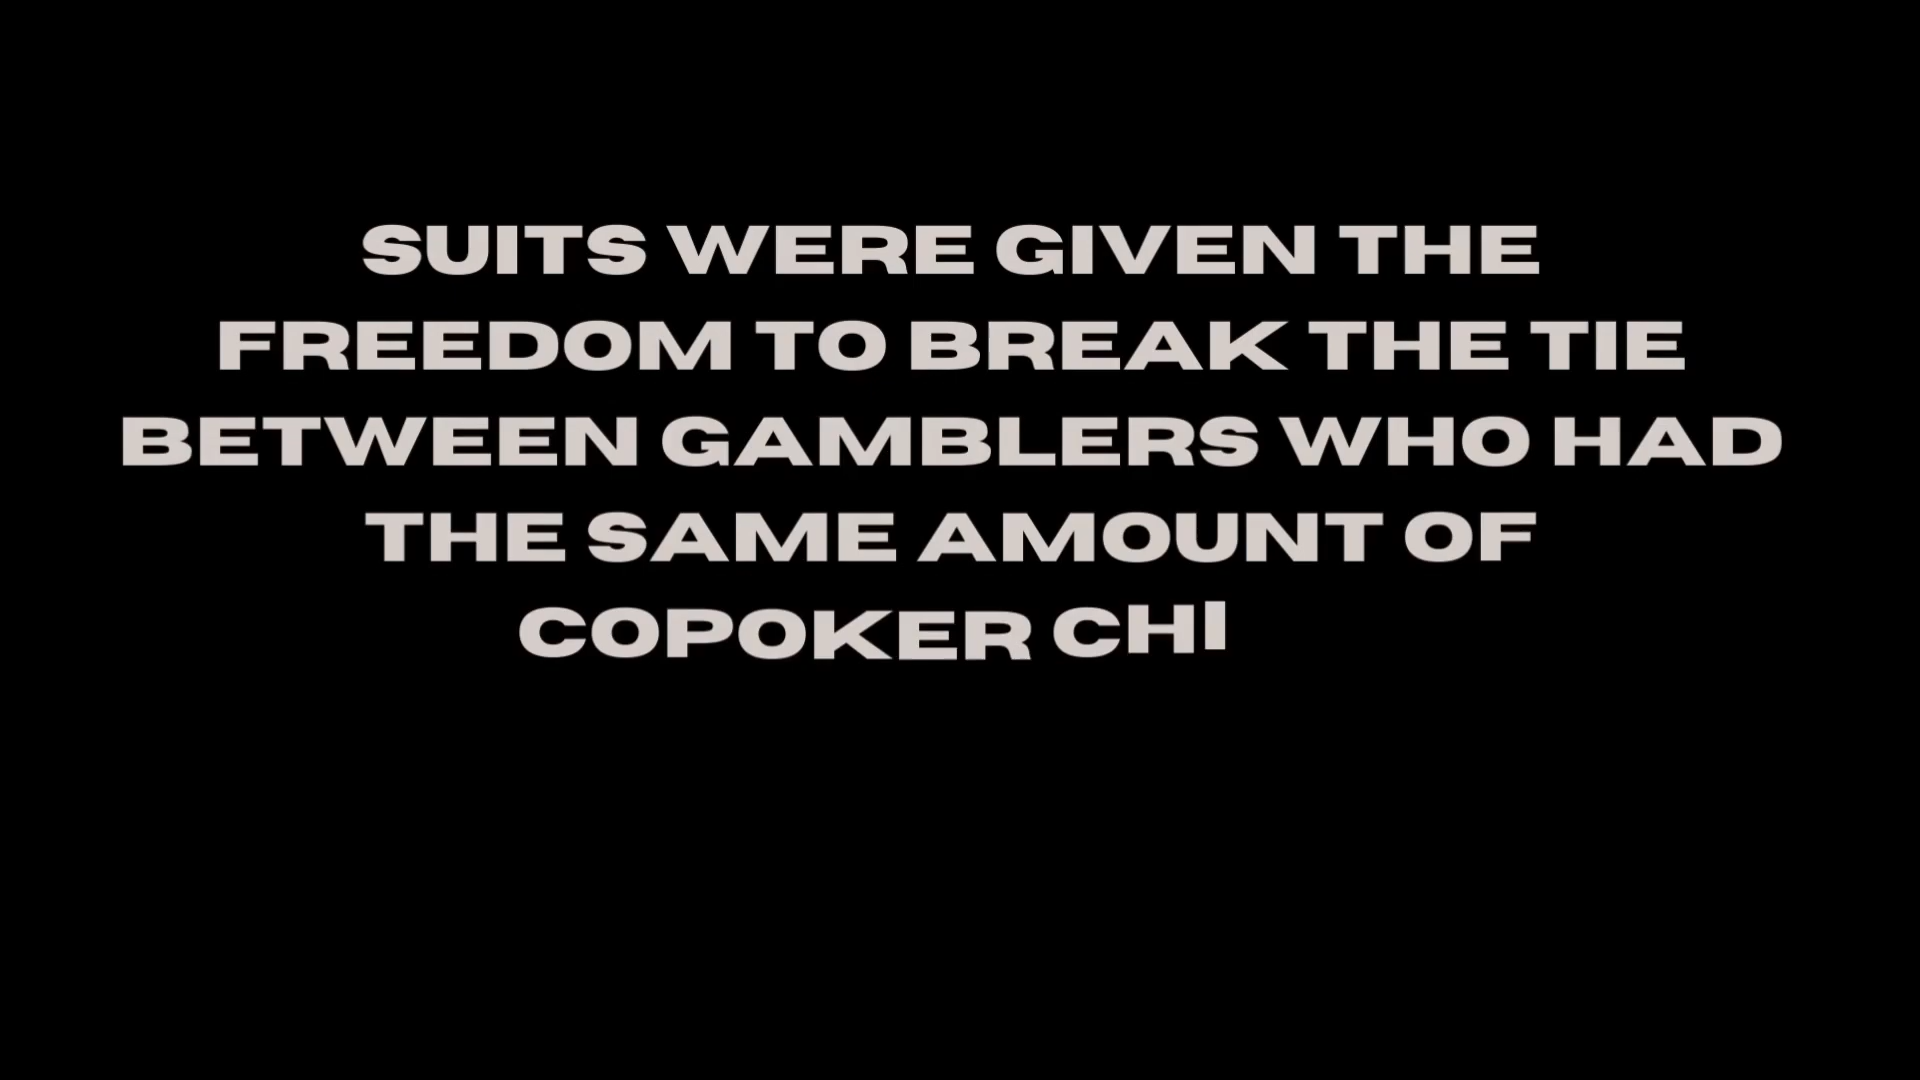 SUITS WERE GIVEN THE
FREEDOM TO BREAK THE TIE
BETWEEN GAMBLERS WHO HAD
THE SAME AMOUNT OF
COPOKER CHI